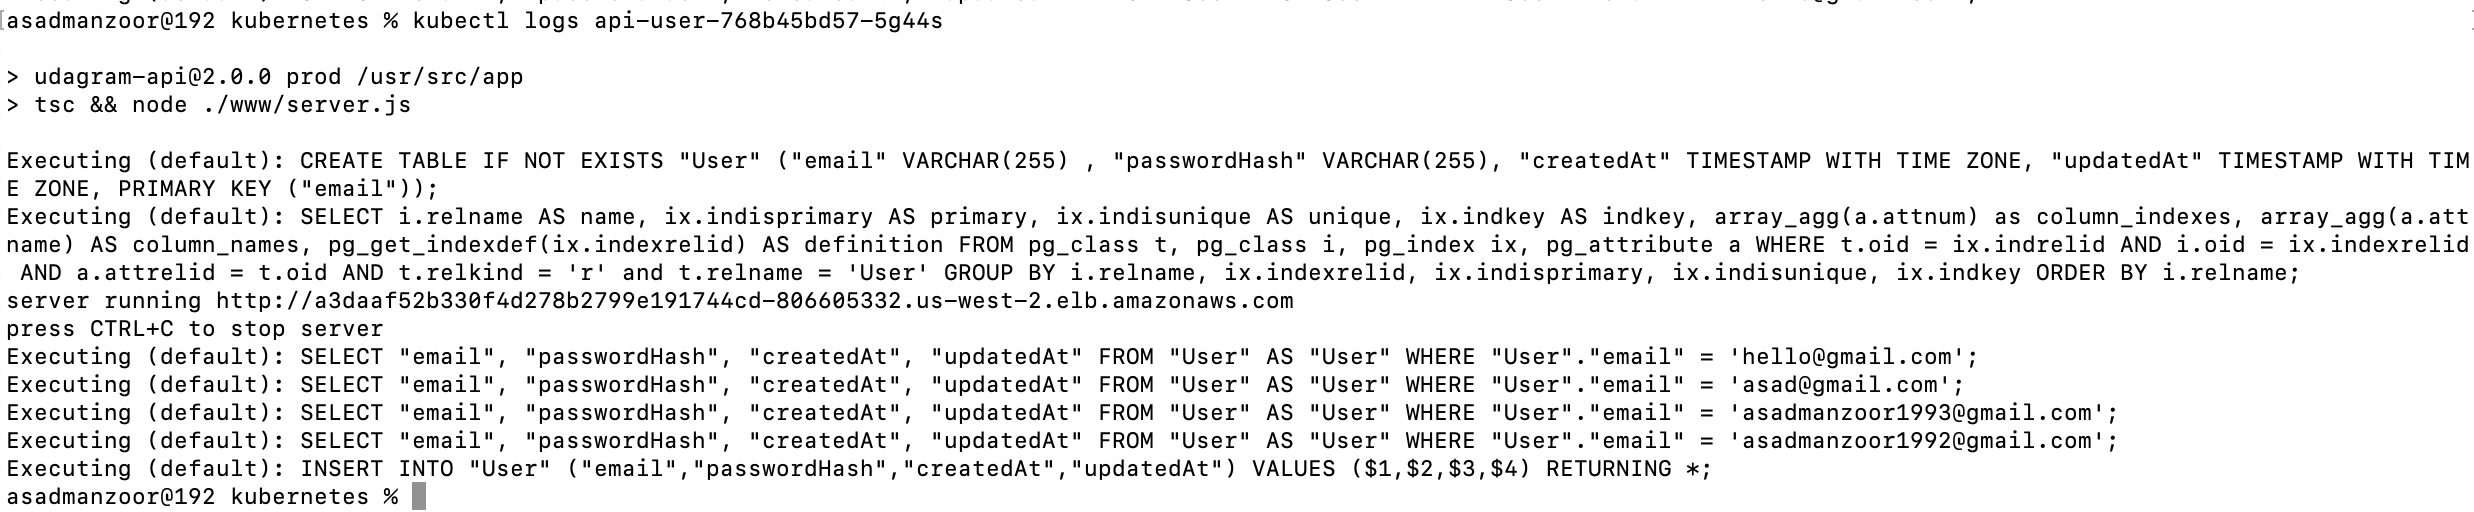 asadmanzoor@192 kubernetes % kubectl logs api-user-768b45bd57-5g44s
> udagram-api@2.0.0 prod /usr/src/app
> tsc && node ./www/server.js
Executing (default): CREATE TABLE IF NOT EXISTS "User" ("email" VARCHAR(255) , "passwordHash" VARCHAR(255), "createdAt" TIMESTAMP WITH TIME ZONE, "updatedAt" TIMESTAMP WITH TIM
E ZONE, PRIMARY KEY ("email"));
Executing (default): SELECT i.relname AS name, ix.indisprimary AS primary, ix.indisunique AS unique, ix.indkey AS indkey, array_agg(a.attnum) as column_indexes, array_agg(a.att
name) AS column_names, pg_get_indexdef(ix.indexrelid) AS definition FROM pg_class t, pg_class i, pg_index ix, pg_attribute a WHERE t.oid = ix.indrelid AND i.oid = ix.indexrelid
 AND a.attrelid = t.oid AND t.relkind = 'r' and t.relname = 'User' GROUP BY i.relname, ix.indexrelid, ix.indisprimary, ix.indisunique, ix.indkey ORDER BY i.relname;
server running http://a3daaf52b330f4d278b2799e191744cd-806605332.us-west-2.elb.amazonaws.com
press CTRL+C to stop server
Executing (default): SELECT "email", "passwordHash", "createdAt", "updatedAt" FROM "User" AS "User" WHERE "User"."email" = 'hello@gmail.com';
Executing (default): SELECT "email", "passwordHash", "createdAt", "updatedAt" FROM "User" AS "User" WHERE "User"."email" = 'asad@gmail.com';
Executing (default): SELECT "email", "passwordHash", "createdAt", "updatedAt" FROM "User" AS "User" WHERE "User"."email" = 'asadmanzoor1993@gmail.com';
Executing (default): SELECT "email", "passwordHash", "createdAt", "updatedAt" FROM "User" AS "User" WHERE "User"."email" = 'asadmanzoor1992@gmail.com';
Executing (default): INSERT INTO "User" ("email","passwordHash","createdAt","updatedAt") VALUES ($1,$2,$3,$4) RETURNING *;
asadmanzoor@192 kubernetes %